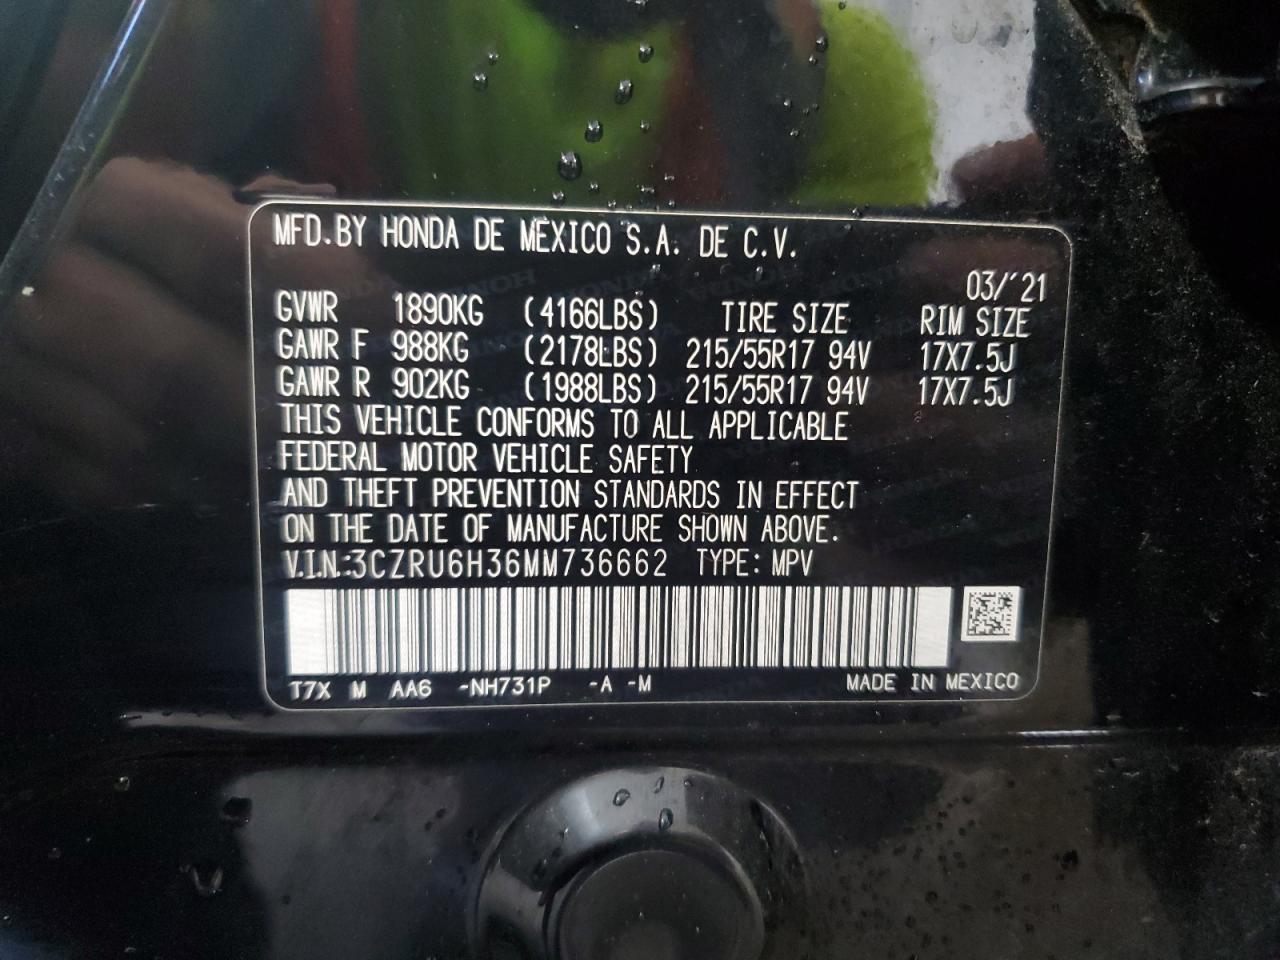 MFD.BY HONDA DE MEXICO S.A. DE C.V.
03/'21
GVWR 1890KG (4166LBS) TIRE SIZE RIM SIZE
GAWR F 988KG (2178LBS) 215/55R17 94V 17X7.5J
GAWR R 902KG (1988LBS) 215/55R17 94V 17X7.5J
THIS VEHICLE CONFORMS TO ALL APPLICABLE
FEDERAL MOTOR VEHICLE SAFETY
AND THEFT PREVENTION STANDARDS IN EFFECT
ON THE DATE OF MANUFACTURE SHOWN ABOVE.
V.I.N.:3CZRU6H36MM736662 TYPE: MPV
T7X M AA6 -NH731P -A -M MADE IN MEXICO